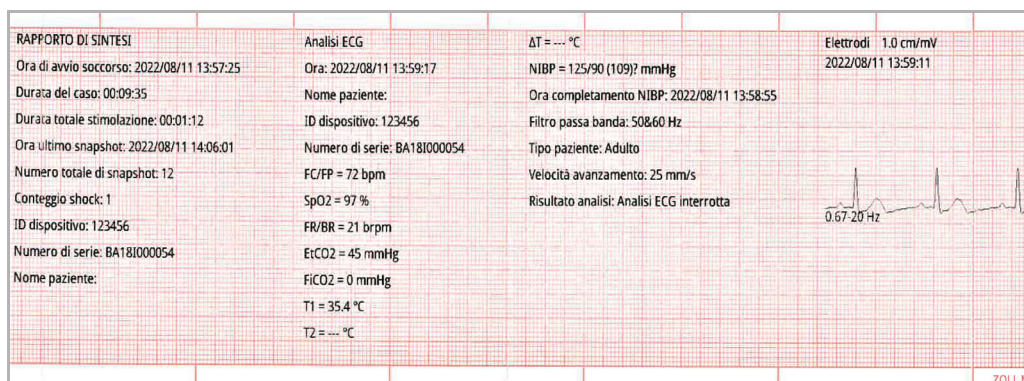 RAPPORTO DI SINTESI
Ora di avvio soccorso: 2022/08/11 13:57:25
Durata del caso: 00:09:35
Durata totale stimolazione: 00:01:12
Ora ultimo snapshot: 2022/08/11 14:06:01
Numero totale di snapshot: 12
Conteggio shock: 1
ID dispositivo: 123456
Numero di serie: BA18I000054
Nome paziente:
Analisi ECG
Ora: 2022/08/11 13:59:17
Nome paziente:
ID dispositivo: 123456
Numero di serie: BA18I000054
FC/FP = 72 bpm
SpO2 = 97 %
FR/BR = 21 brpm
EtCO2 = 45 mmHg
FiCO2 = 0 mmHg
T1 = 35.4 °C
T2 = --- °C
ΔT = --- °C
NIBP = 125/90 (109)? mmHg
Ora completamento NIBP: 2022/08/11 13:58:55
Filtro passa banda: 50&60 Hz
Tipo paziente: Adulto
Velocità avanzamento: 25 mm/s
Risultato analisi: Analisi ECG interrotta
Elettrodi 1.0 cm/mV
2022/08/11 13:59:11
0.67-20 Hz
ZOLL